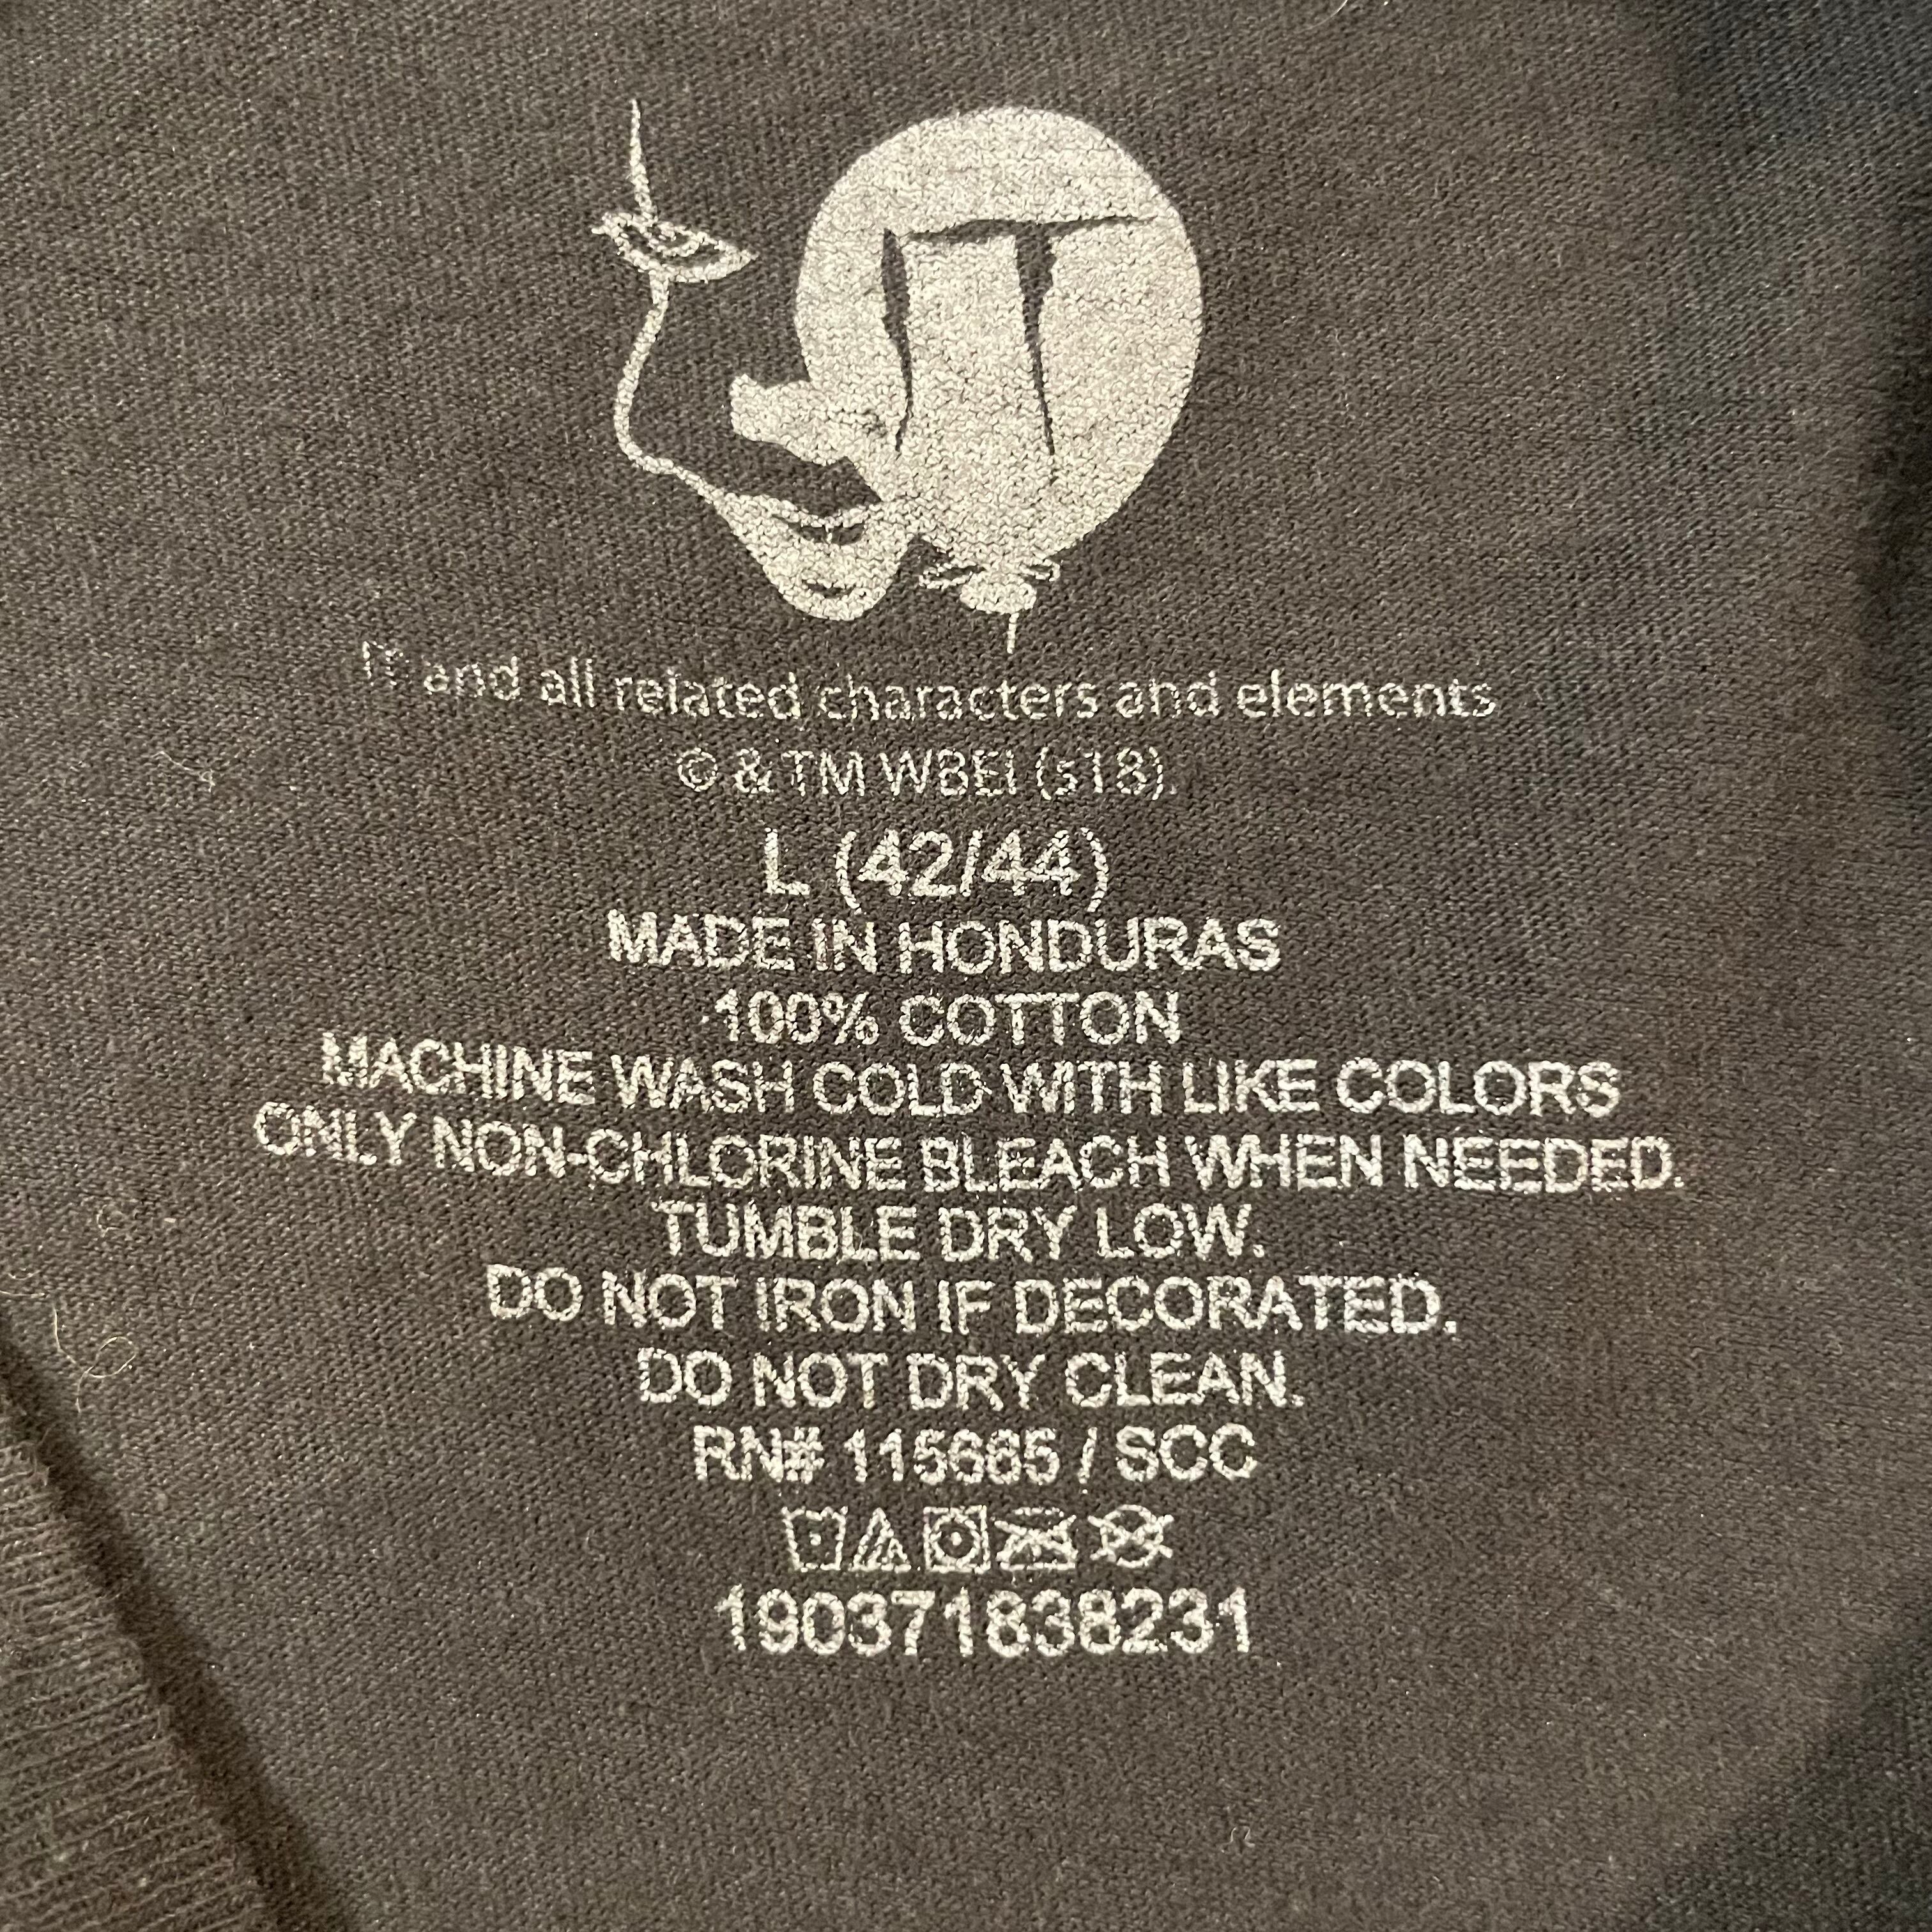 IT
IT and all related characters and elements
© & TM WBEI (s18).
L (42/44)
MADE IN HONDURAS
100% COTTON
MACHINE WASH COLD WITH LIKE COLORS
ONLY NON-CHLORINE BLEACH WHEN NEEDED.
TUMBLE DRY LOW.
DO NOT IRON IF DECORATED.
DO NOT DRY CLEAN.
RN# 115665 / SCC
190371838231